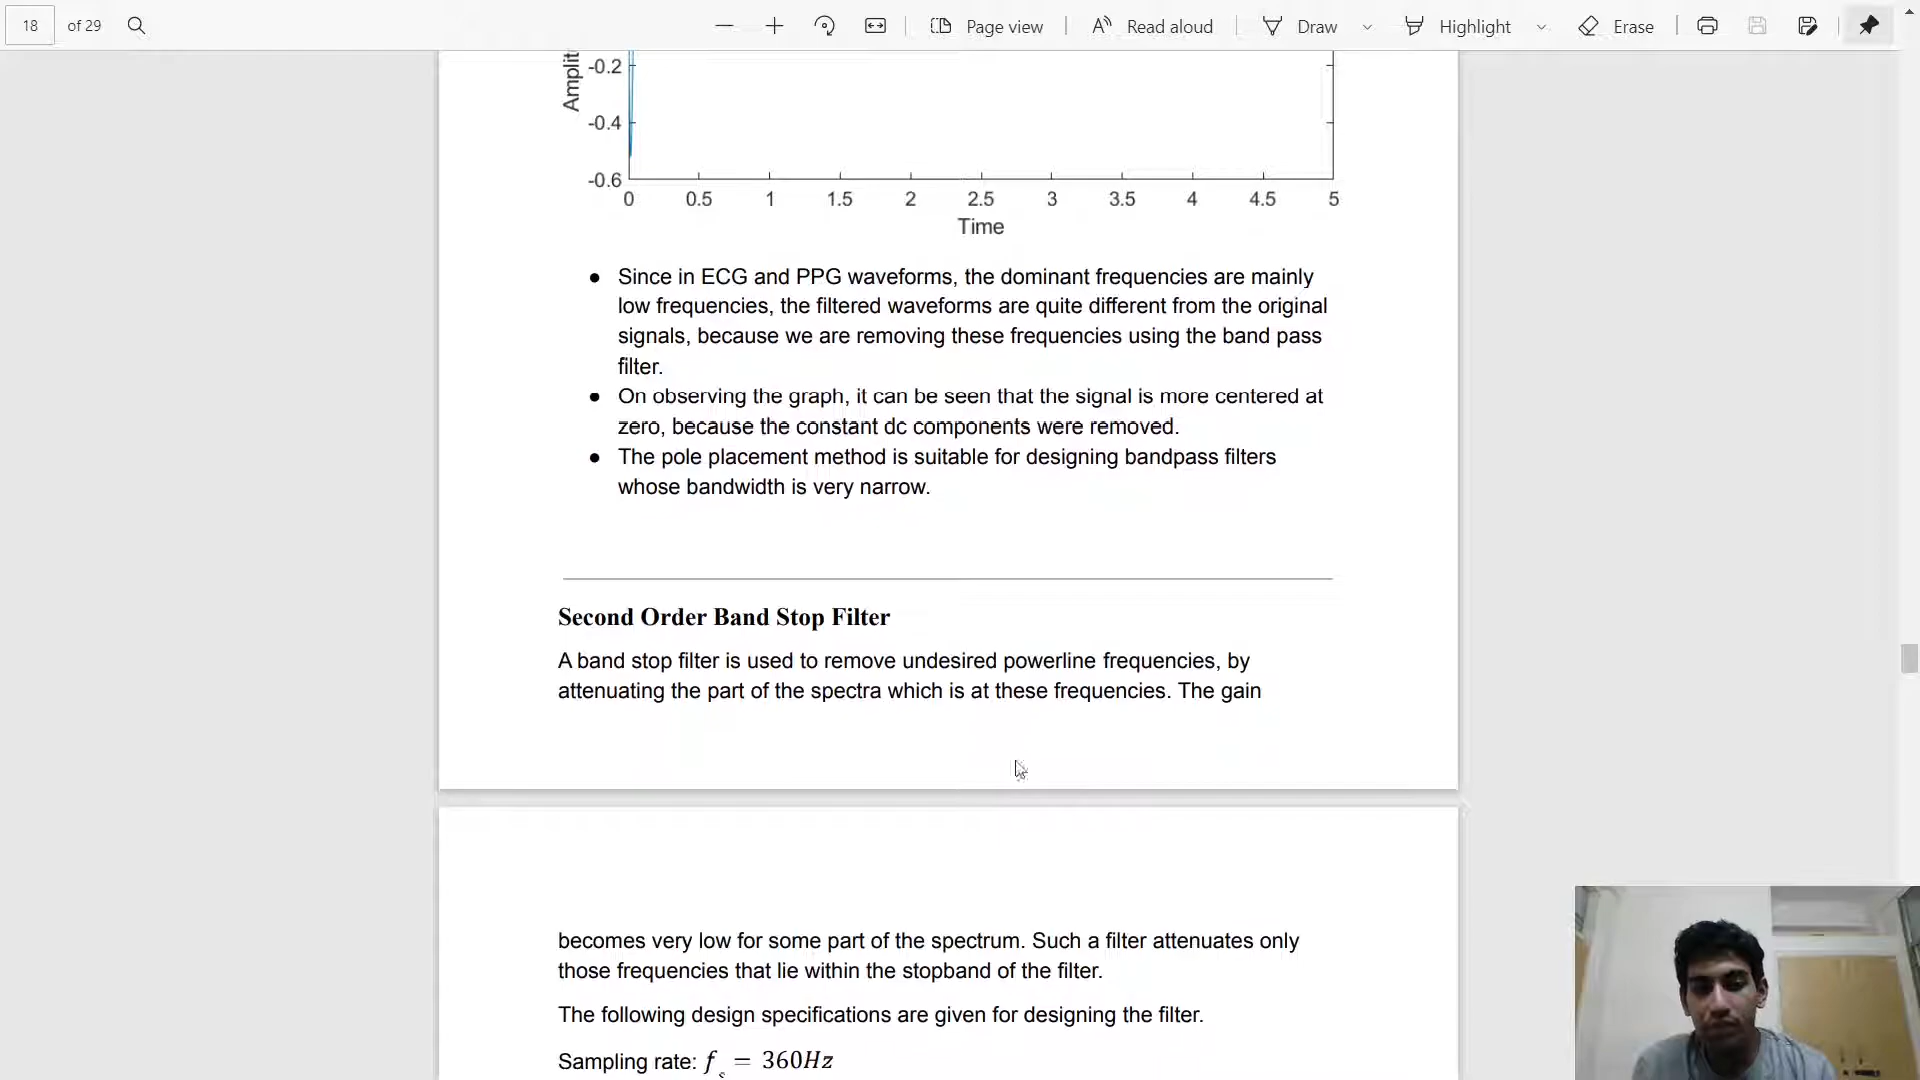 18 of 29 Page view Read aloud Draw Highlight Erase
Amplit
-0.2
-0.4
-0.6
0 0.5 1 1.5 2 2.5 3 3.5 4 4.5 5
Time
● Since in ECG and PPG waveforms, the dominant frequencies are mainly
low frequencies, the filtered waveforms are quite different from the original
signals, because we are removing these frequencies using the band pass
filter.
● On observing the graph, it can be seen that the signal is more centered at
zero, because the constant dc components were removed.
● The pole placement method is suitable for designing bandpass filters
whose bandwidth is very narrow.
Second Order Band Stop Filter
A band stop filter is used to remove undesired powerline frequencies, by
attenuating the part of the spectra which is at these frequencies. The gain
becomes very low for some part of the spectrum. Such a filter attenuates only
those frequencies that lie within the stopband of the filter.
The following design specifications are given for designing the filter.
Sampling rate: f_s = 360Hz